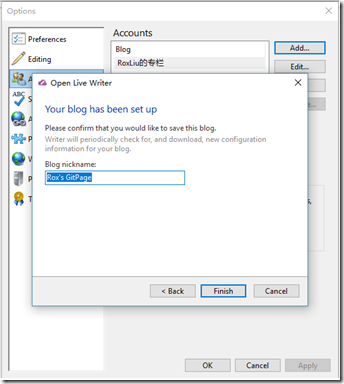 Options
Preferences
Editing
Accounts
Blog
RoxLiu的专栏
Add...
Edit...
Open Live Writer
Your blog has been set up
Please confirm that you would like to save this blog.
Writer will periodically check for, and download, new configuration
information for your blog.
Blog nickname:
Rox's GitPage
< Back
Finish
Cancel
OK
Cancel
Apply